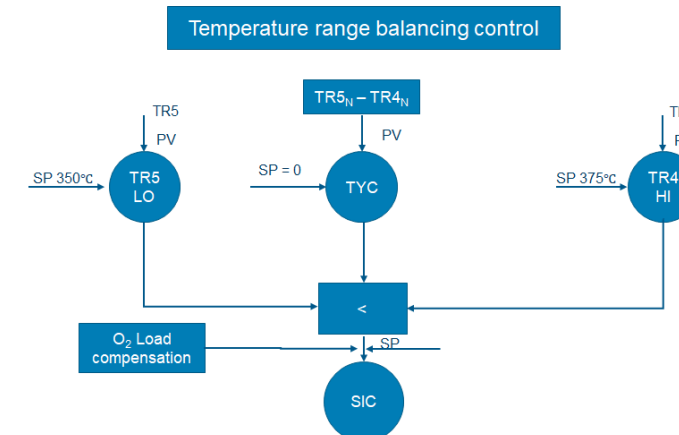 Temperature range balancing control
TR5
PV
TR5N – TR4N
PV
SP 350℃
TR5
LO
SP = 0
TYC
SP 375℃
TR4
HI
<
O2 Load
compensation
SP
SIC